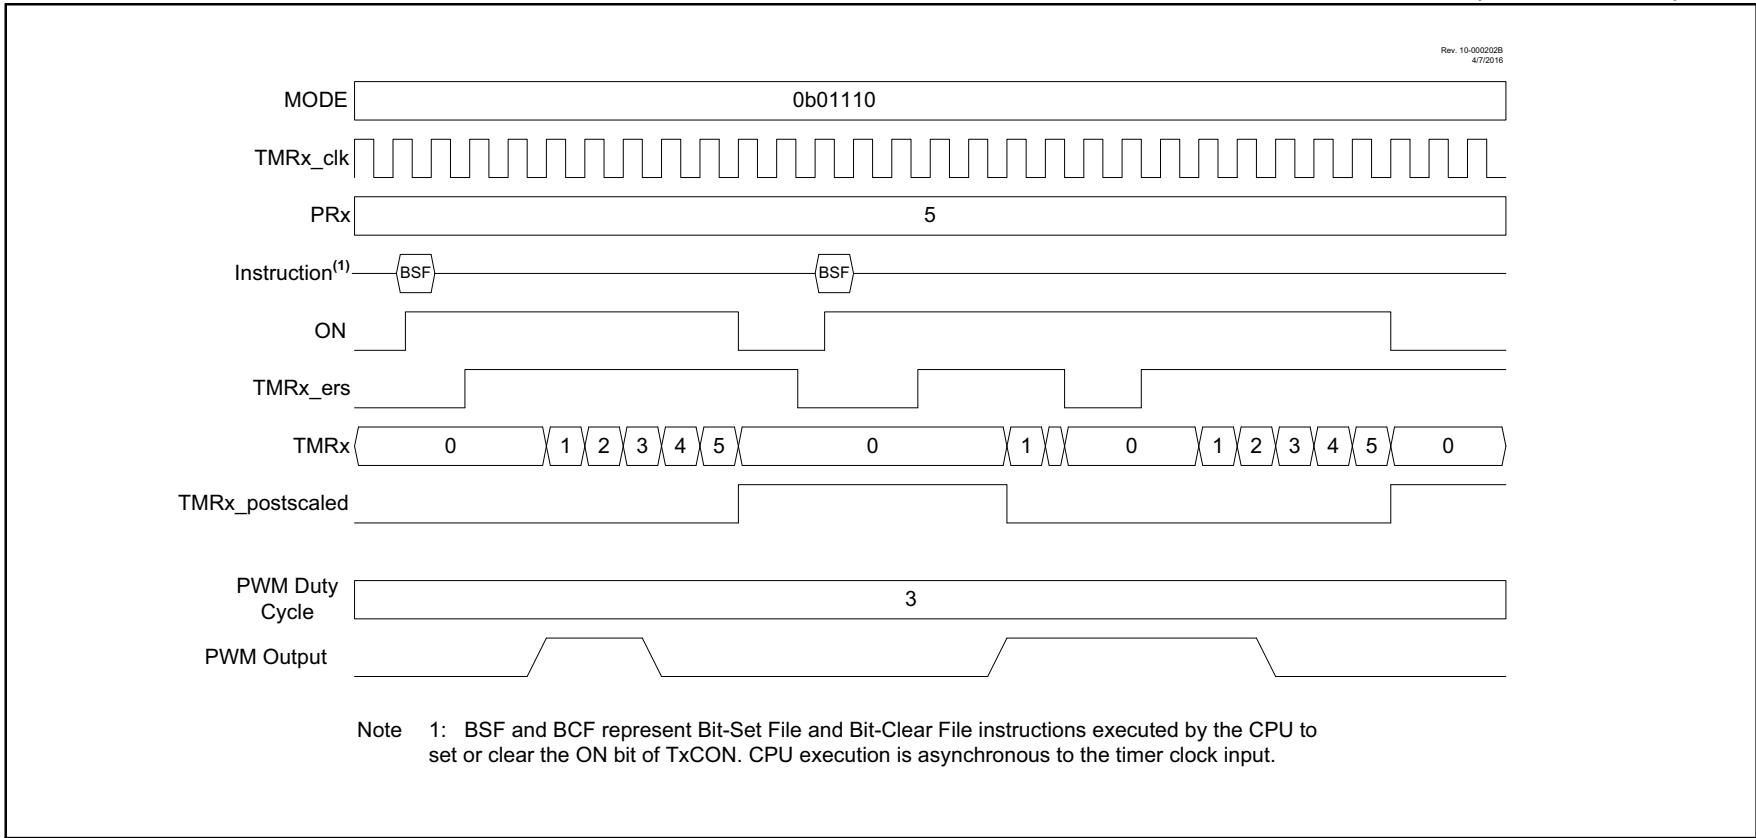 Rev. 10-000202B
4/7/2016
MODE 0b01110
TMRx_clk
PRx 5
Instruction(1) BSF BSF
ON
TMRx_ers
TMRx 0 1 2 3 4 5 0 1 0 1 2 3 4 5 0
TMRx_postscaled
PWM Duty
Cycle 3
PWM Output
Note 1: BSF and BCF represent Bit-Set File and Bit-Clear File instructions executed by the CPU to
set or clear the ON bit of TxCON. CPU execution is asynchronous to the timer clock input.